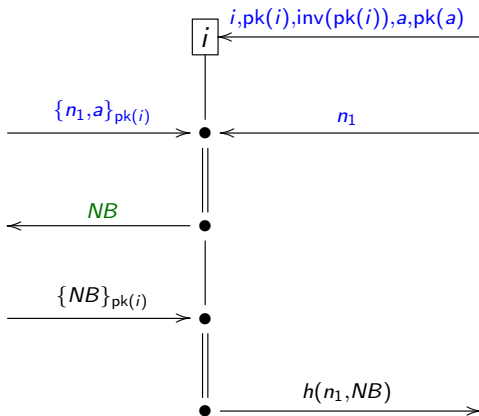 i,pk(i),inv(pk(i)),a,pk(a)
i
{n₁,a}ₚₖ₍ᵢ₎
n₁
NB
{NB}ₚₖ₍ᵢ₎
h(n₁,NB)